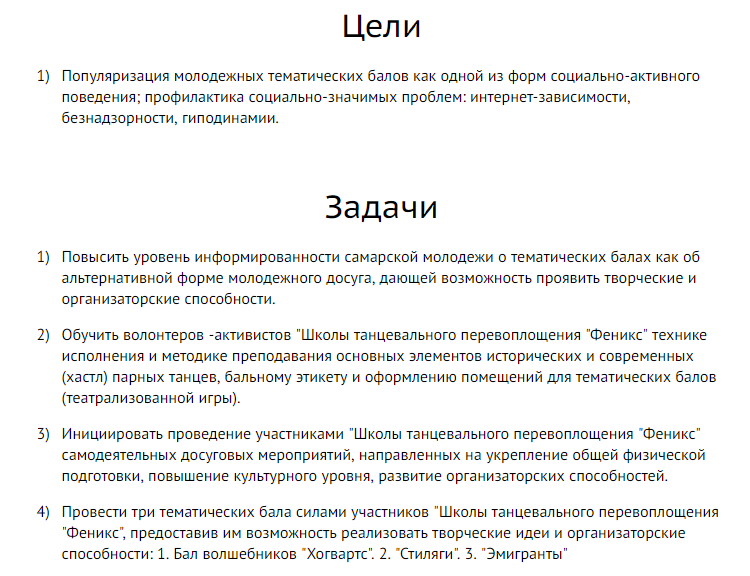 Цели
1) Популяризация молодежных тематических балов как одной из форм социально-активного
поведения; профилактика социально-значимых проблем: интернет-зависимости,
безнадзорности, гиподинамии.
Задачи
1) Повысить уровень информированности самарской молодежи о тематических балах как об
альтернативной форме молодежного досуга, дающей возможность проявить творческие и
организаторские способности.
2) Обучить волонтеров -активистов "Школы танцевального перевоплощения "Феникс" технике
исполнения и методике преподавания основных элементов исторических и современных
(хастл) парных танцев, бальному этикету и оформлению помещений для тематических балов
(театрализованной игры).
3) Инициировать проведение участниками "Школы танцевального перевоплощения "Феникс"
самодеятельных досуговых мероприятий, направленных на укрепление общей физической
подготовки, повышение культурного уровня, развитие организаторских способностей.
4) Провести три тематических бала силами участников "Школы танцевального перевоплощения
"Феникс", предоставив им возможность реализовать творческие идеи и организаторские
способности: 1. Бал волшебников "Хогвартс". 2. "Стиляги". 3. "Эмигранты"